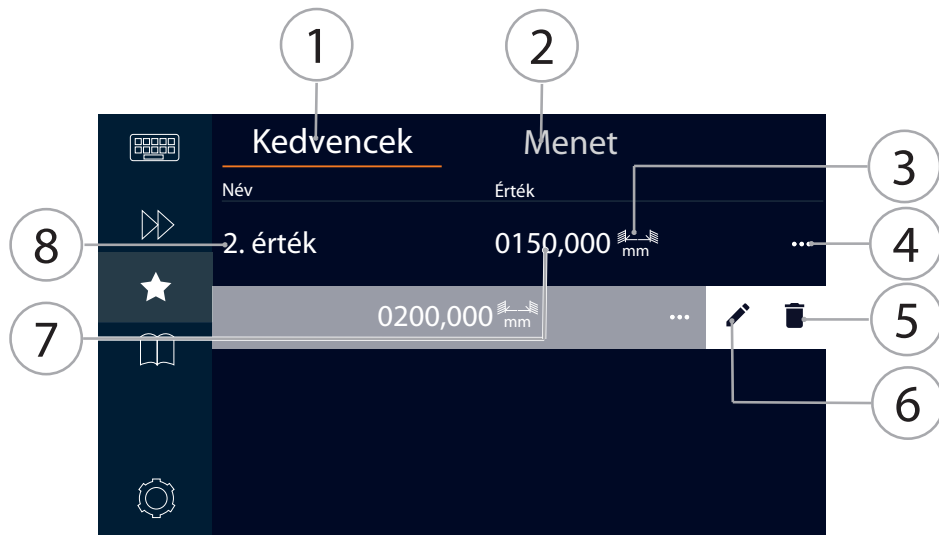 1
2
Kedvencek
Menet
3
Név
Érték
8
2. érték
0150,000
mm
4
0200,000
mm
7
5
6